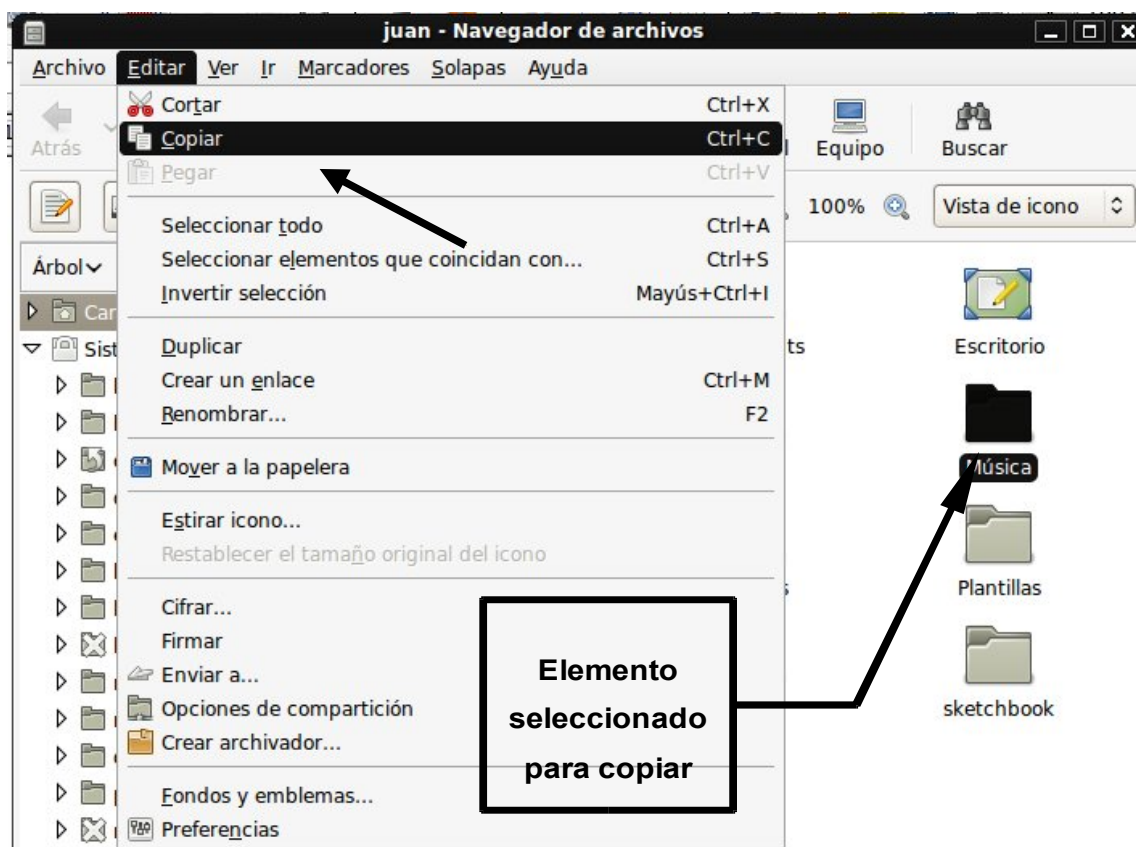 juan - Navegador de archivos
Archivo Editar Ver Ir Marcadores Solapas Ayuda
Atrás
Equipo
Buscar
Cortar Ctrl+X
Copiar Ctrl+C
Pegar Ctrl+V
100%
Vista de icono
Seleccionar todo Ctrl+A
Seleccionar elementos que coincidan con... Ctrl+S
Invertir selección Mayús+Ctrl+I
Árbol
Duplicar
Crear un enlace Ctrl+M
Renombrar... F2
Mover a la papelera
Estirar icono...
Restablecer el tamaño original del icono
Cifrar...
Firmar
Enviar a...
Opciones de compartición
Crear archivador...
Fondos y emblemas...
Preferencias
Escritorio
Música
Plantillas
sketchbook
Elemento
seleccionado
para copiar